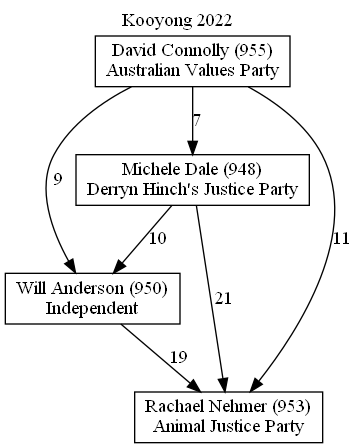 Kooyong 2022
David Connolly (955)
Australian Values Party
7
Michele Dale (948)
Derryn Hinch's Justice Party
9
11
10
21
Will Anderson (950)
Independent
19
Rachael Nehmer (953)
Animal Justice Party